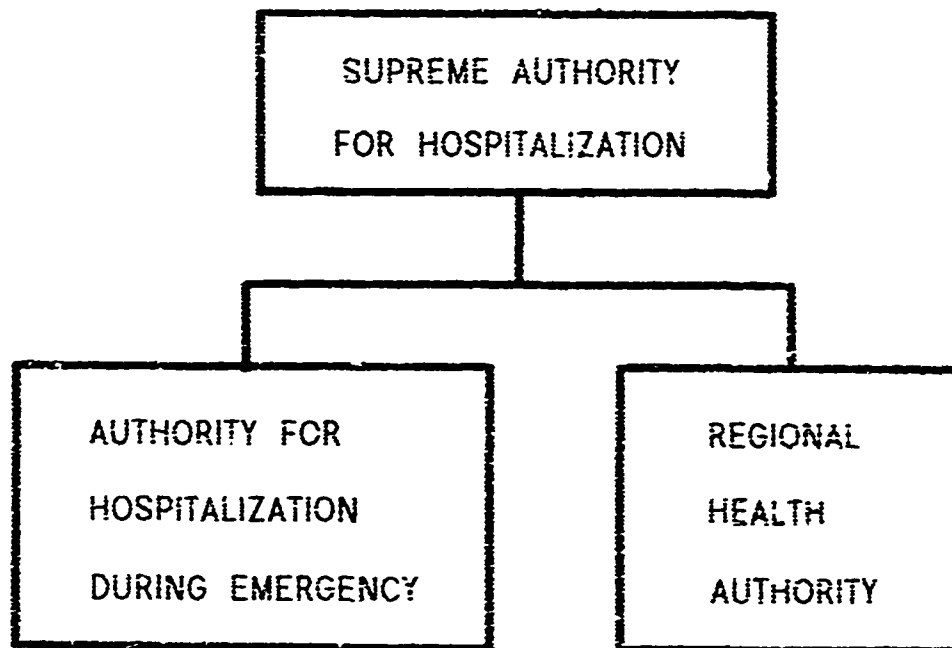 SUPREME AUTHORITY
FOR HOSPITALIZATION
AUTHORITY FOR
HOSPITALIZATION
DURING EMERGENCY
REGIONAL
HEALTH
AUTHORITY